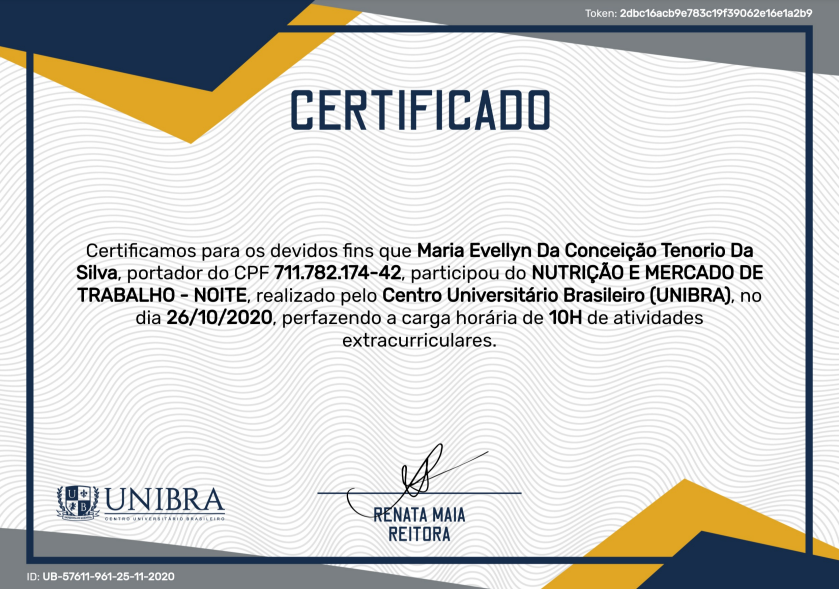 Token: 2dbc16acb9e783c19f39062e16e1a2b9
CERTIFICADO
Certificamos para os devidos fins que Maria Evellyn Da Conceição Tenorio Da
Silva, portador do CPF 711.782.174-42, participou do NUTRIÇÃO E MERCADO DE
TRABALHO - NOITE, realizado pelo Centro Universitário Brasileiro (UNIBRA), no
dia 26/10/2020, perfazendo a carga horária de 10H de atividades
extracurriculares.
U B
UNIBRA
CENTRO UNIVERSITÁRIO BRASILEIRO
RENATA MAIA
REITORA
ID: UB-57611-961-25-11-2020